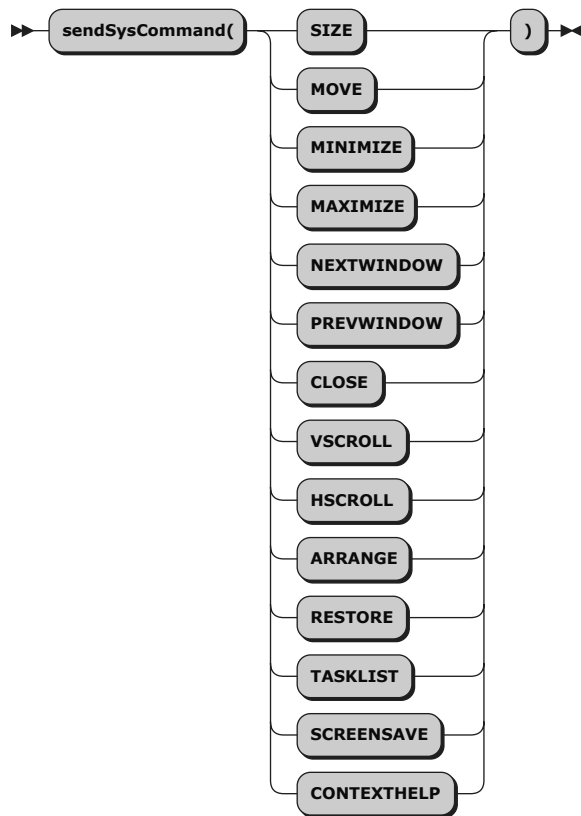 sendSysCommand( SIZE )
MOVE
MINIMIZE
MAXIMIZE
NEXTWINDOW
PREVWINDOW
CLOSE
VSCROLL
HSCROLL
ARRANGE
RESTORE
TASKLIST
SCREENSAVE
CONTEXTHELP